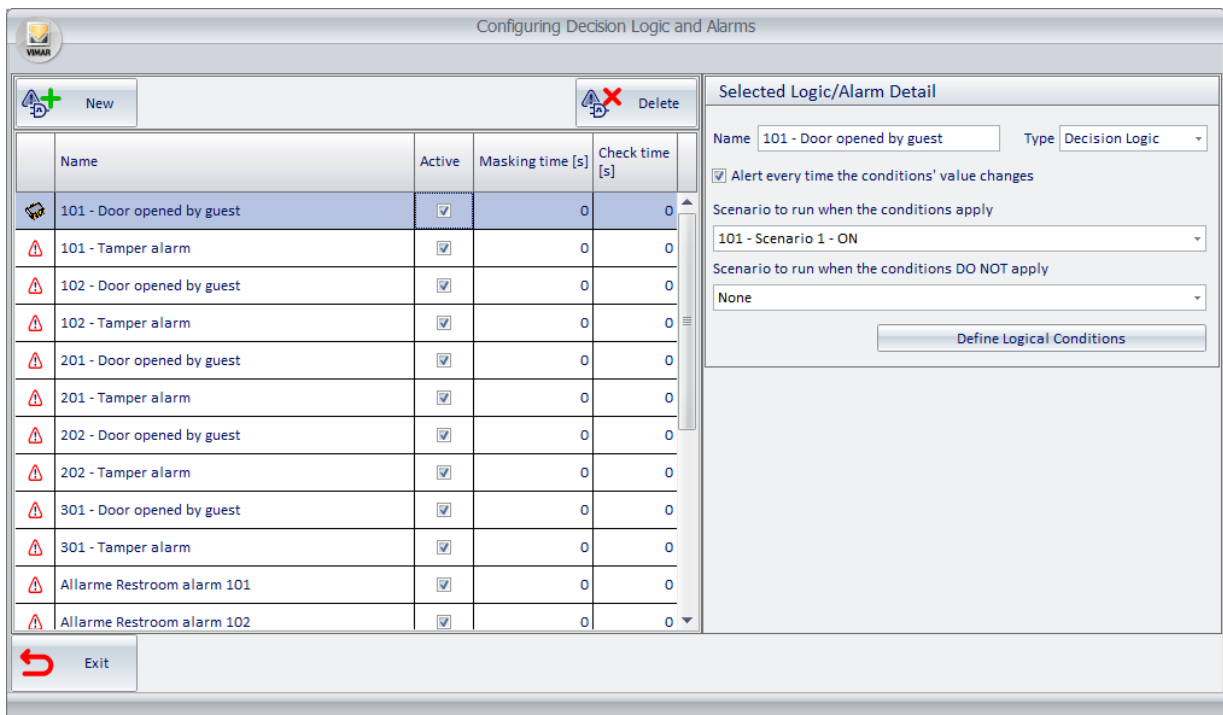 Configuring Decision Logic and Alarms
VIMAR
New
Delete
Name Active Masking time [s] Check time [s]
101 - Door opened by guest 0 0
101 - Tamper alarm 0 0
102 - Door opened by guest 0 0
102 - Tamper alarm 0 0
201 - Door opened by guest 0 0
201 - Tamper alarm 0 0
202 - Door opened by guest 0 0
202 - Tamper alarm 0 0
301 - Door opened by guest 0 0
301 - Tamper alarm 0 0
Allarme Restroom alarm 101 0 0
Allarme Restroom alarm 102 0 0
Selected Logic/Alarm Detail
Name 101 - Door opened by guest Type Decision Logic
Alert every time the conditions' value changes
Scenario to run when the conditions apply
101 - Scenario 1 - ON
Scenario to run when the conditions DO NOT apply
None
Define Logical Conditions
Exit